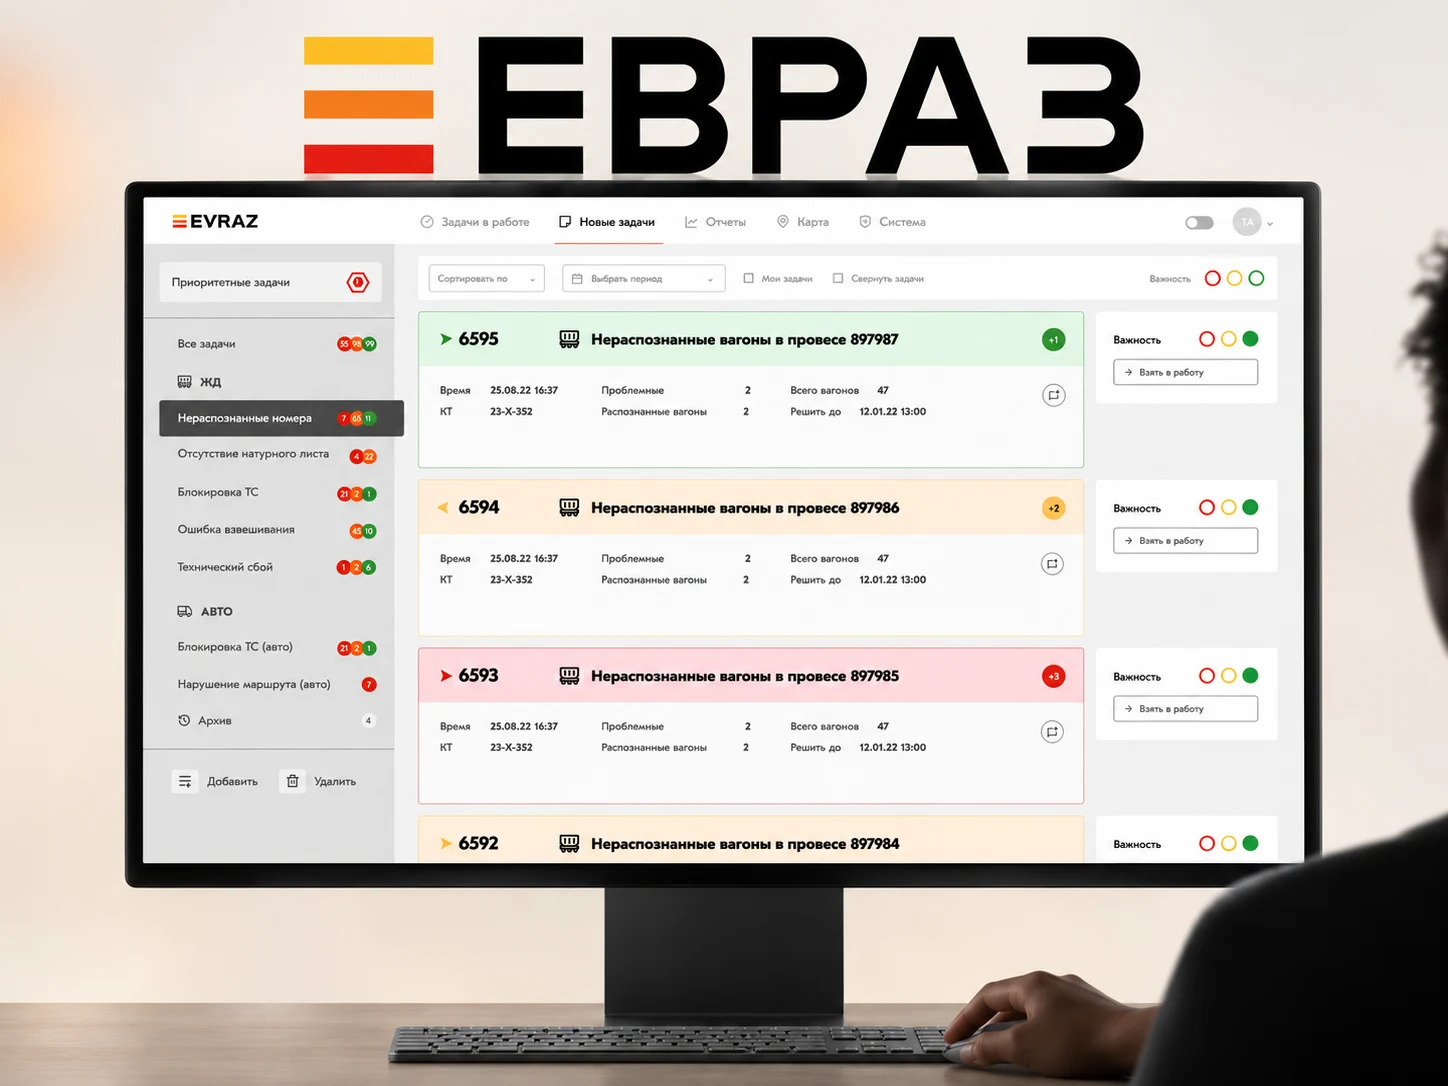 ЕВРАЗ
EVRAZ
Задачи в работе
Новые задачи
Отчеты
Карта
Система
TA
Приоритетные задачи
Все задачи 55 98 99
ЖД
Нераспознанные номера 7 65 11
Отсутствие натурного листа 4 22
Блокировка ТС 21 2 1
Ошибка взвешивания 45 10
Технический сбой 1 2 6
АВТО
Блокировка ТС (авто) 21 2 1
Нарушение маршрута (авто) 7
Архив 4
Добавить
Удалить
Сортировать по
Выбрать период
Мои задачи
Свернуть задачи
Важность
6595 Нераспознанные вагоны в провесе 897987 +1
Время 25.08.22 16:37 Проблемные 2 Всего вагонов 47
КТ 23-X-352 Распознанные вагоны 2 Решить до 12.01.22 13:00
Важность
Взять в работу
6594 Нераспознанные вагоны в провесе 897986 +2
Время 25.08.22 16:37 Проблемные 2 Всего вагонов 47
КТ 23-X-352 Распознанные вагоны 2 Решить до 12.01.22 13:00
Важность
Взять в работу
6593 Нераспознанные вагоны в провесе 897985 +3
Время 25.08.22 16:37 Проблемные 2 Всего вагонов 47
КТ 23-X-352 Распознанные вагоны 2 Решить до 12.01.22 13:00
Важность
Взять в работу
6592 Нераспознанные вагоны в провесе 897984
Важность